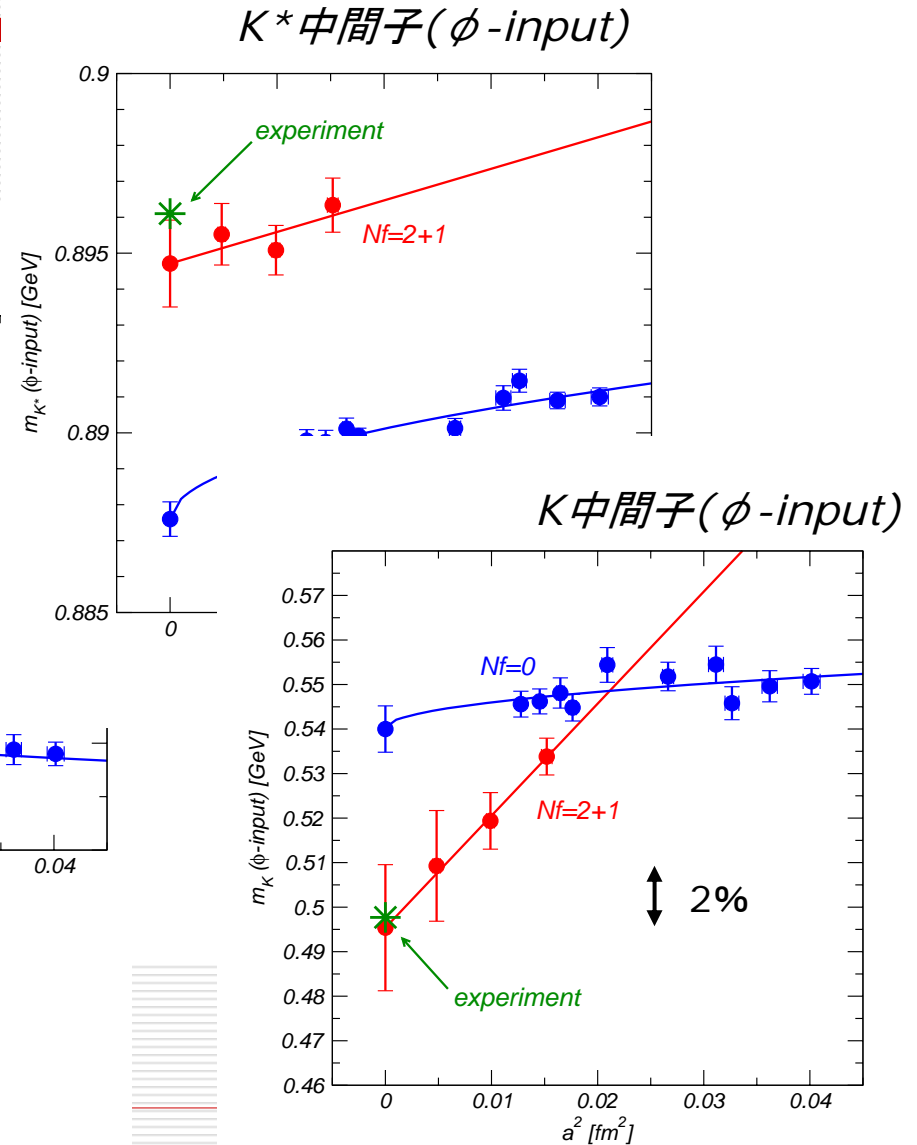 K*中間子(φ-input)
0.9
0.895
0.89
0.885
m_K* (ϕ-input) [GeV]
experiment
Nf=2+1
0
0.04
K中間子(φ-input)
0.57
0.56
0.55
0.54
0.53
0.52
0.51
0.5
0.49
0.48
0.47
0.46
m_K (ϕ-input) [GeV]
Nf=0
Nf=2+1
2%
experiment
0 0.01 0.02 0.03 0.04
a² [fm²]